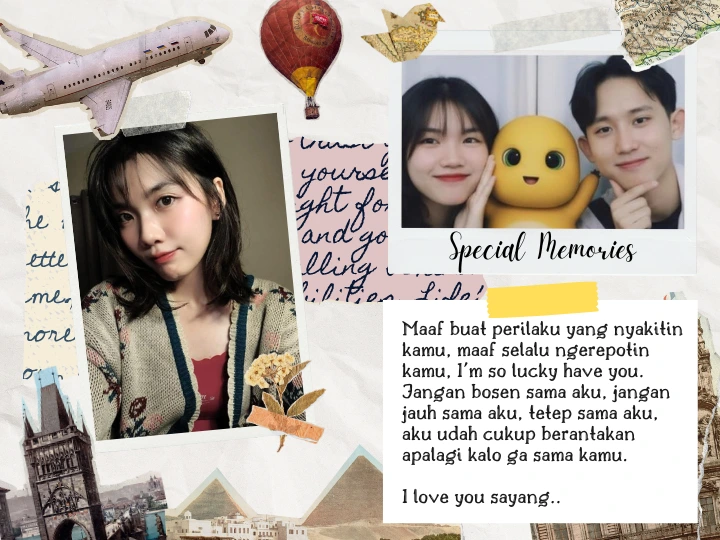 Special Memories
Maaf buat perilaku yang nyakitin
kamu, maaf selalu ngerepotin
kamu, I'm so lucky have you.
Jangan bosen sama aku, jangan
jauh sama aku, tetep sama aku,
aku udah cukup berantakan
apalagi kalo ga sama kamu.
I love you sayang..